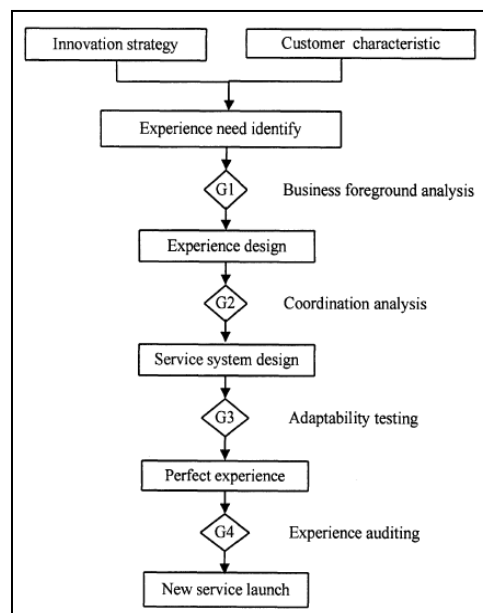 Innovation strategy
Customer characteristic
Experience need identify
G1
Business foreground analysis
Experience design
G2
Coordination analysis
Service system design
G3
Adaptability testing
Perfect experience
G4
Experience auditing
New service launch